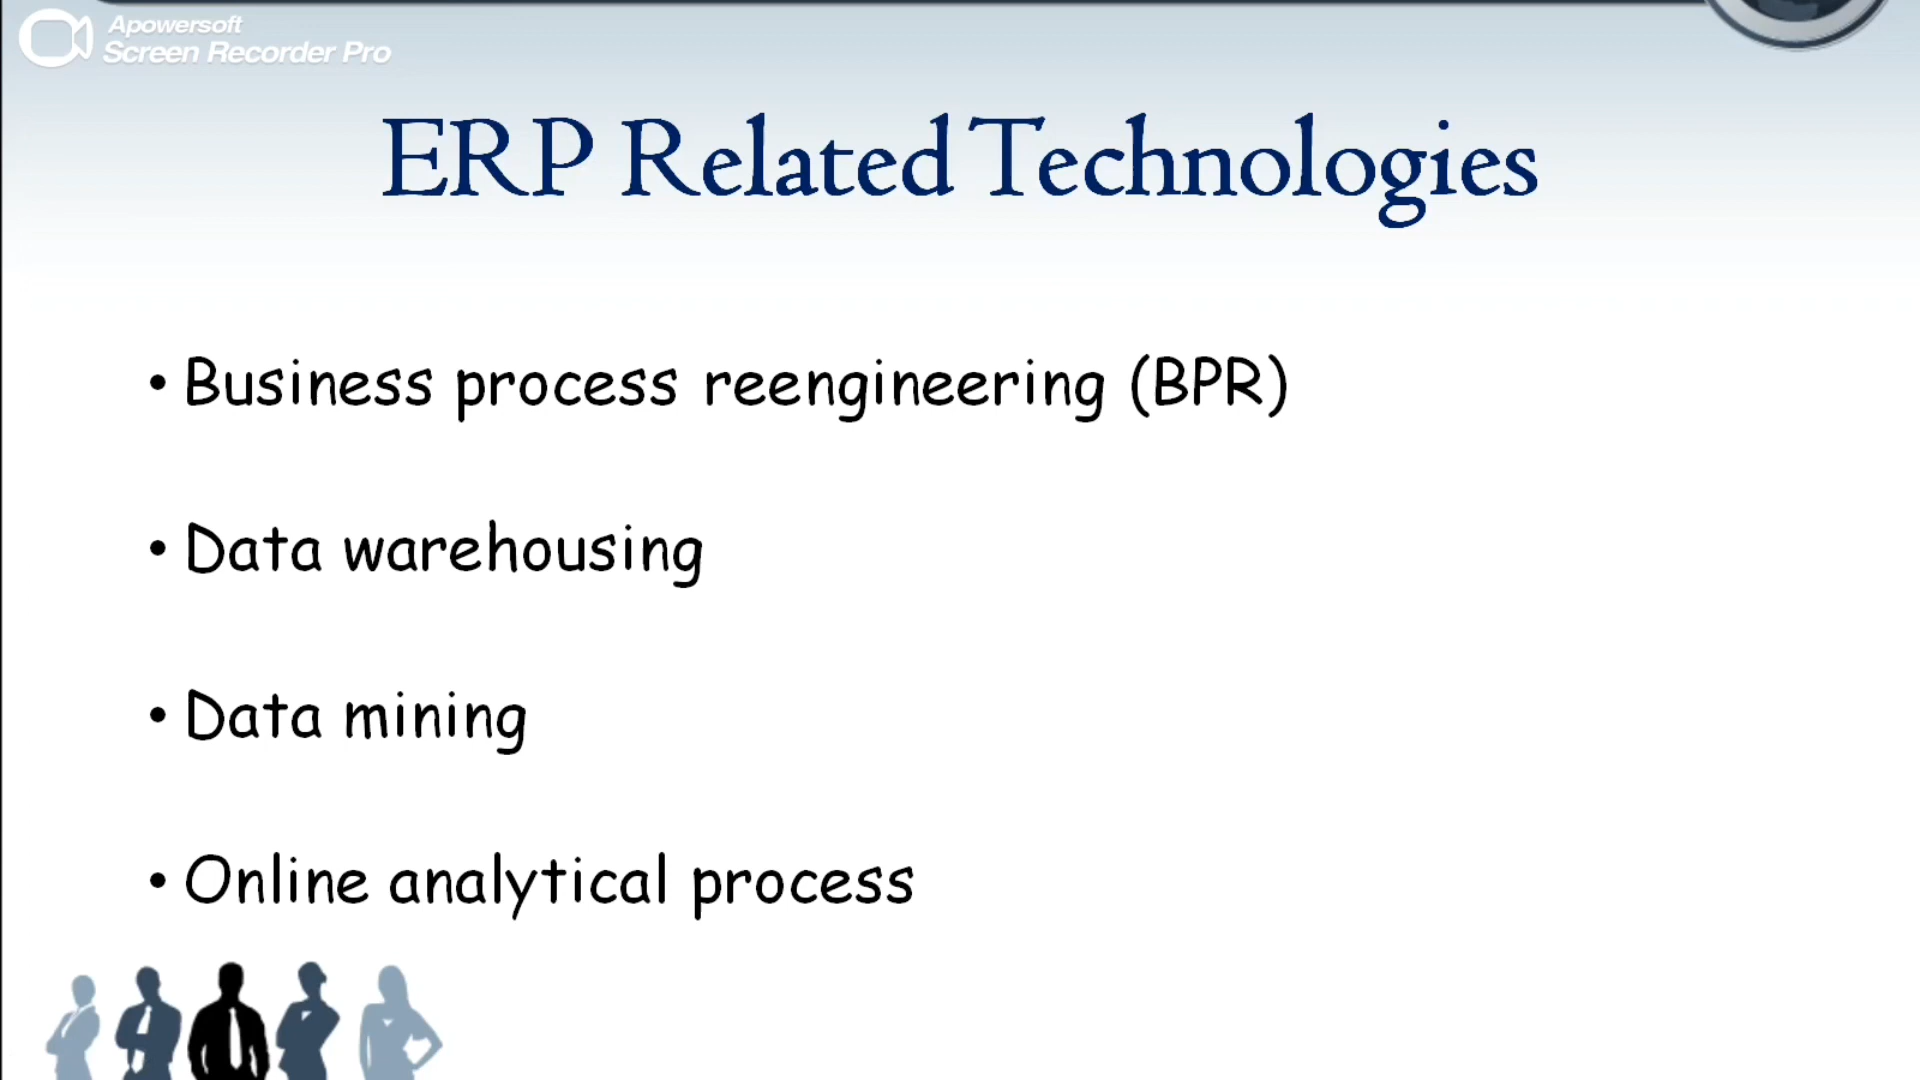 Apowersoft
Screen Recorder Pro
ERP Related Technologies
• Business process reengineering (BPR)
• Data warehousing
• Data mining
• Online analytical process